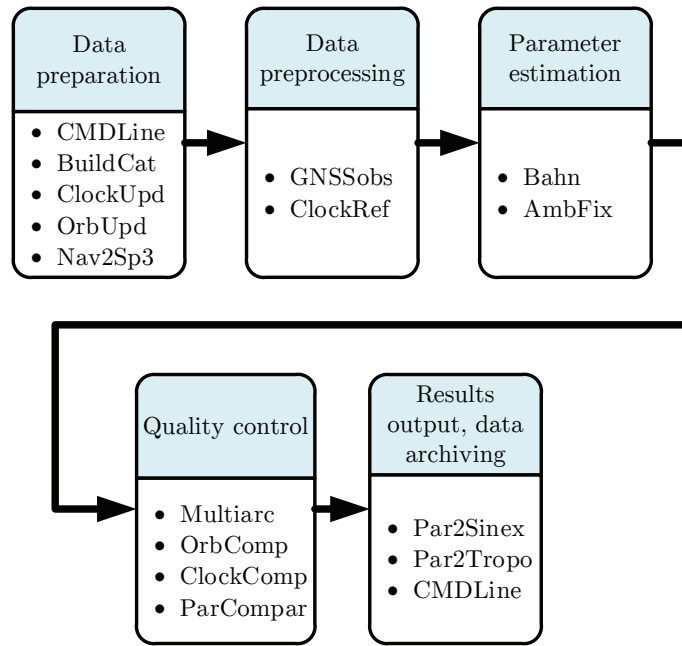 Data
preparation
• CMDLine
• BuildCat
• ClockUpd
• OrbUpd
• Nav2Sp3
Data
preprocessing
• GNSSobs
• ClockRef
Parameter
estimation
• Bahn
• AmbFix
Quality control
• Multiarc
• OrbComp
• ClockComp
• ParCompar
Results
output, data
archiving
• Par2Sinex
• Par2Tropo
• CMDLine